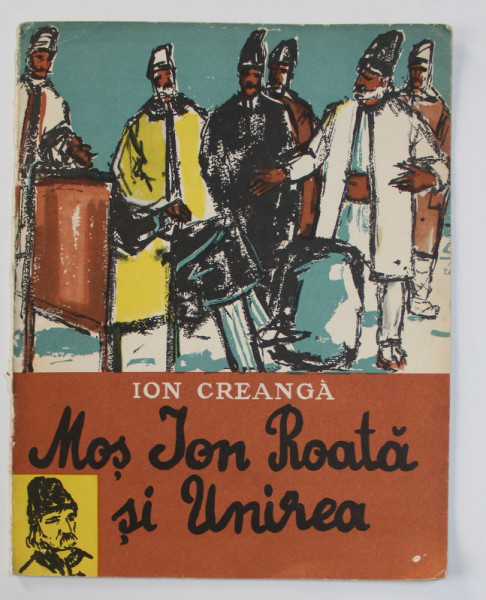 ION CREANGĂ
Moș Ion Roată
și Unirea